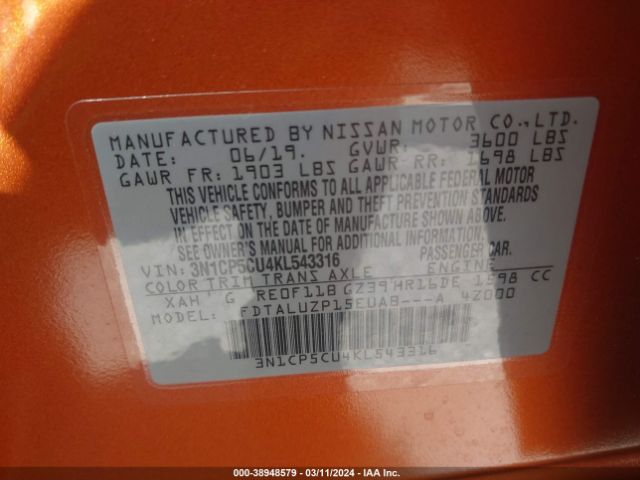 MANUFACTURED BY NISSAN MOTOR CO.,LTD.
DATE: 06/19. GVWR: 3600 LBS
GAWR FR: 1903 LBS GAWR RR: 1698 LBS
THIS VEHICLE CONFORMS TO ALL APPLICABLE FEDERAL MOTOR
VEHICLE SAFETY, BUMPER AND THEFT PREVENTION STANDARDS
IN EFFECT ON THE DATE OF MANUFACTURE SHOWN ABOVE.
SEE OWNER'S MANUAL FOR ADDITIONAL INFORMATION.
VIN: 3N1CP5CU4KL543316 PASSENGER CAR.
COLOR TRIM TRANS AXLE ENGINE
XAH G RE0F11B GZ39 HR16DE 1598 CC
MODEL: FDTALUZP15EUAB---A 4Z000
3N1CP5CU4KL543316
COPART: 38948579 - 03/11/2024 - IAAI.COM